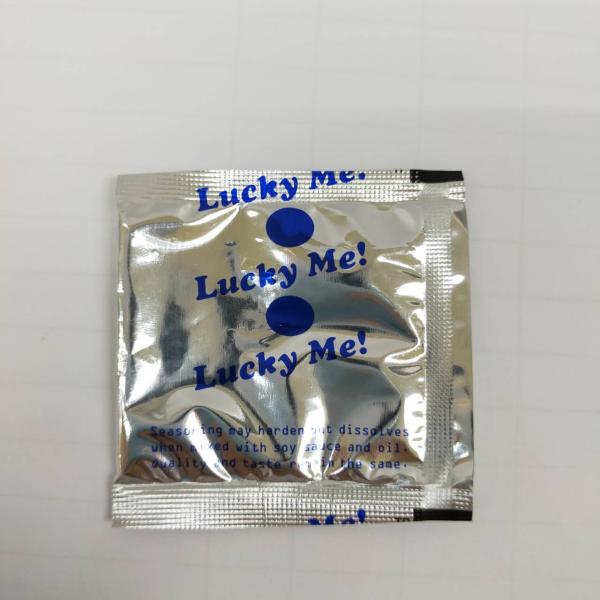 Lucky Me!
Lucky Me!
Lucky Me!
Seasoning may harden but dissolves
when mixed with soy sauce and oil.
Quality and taste remain the same.
Me!